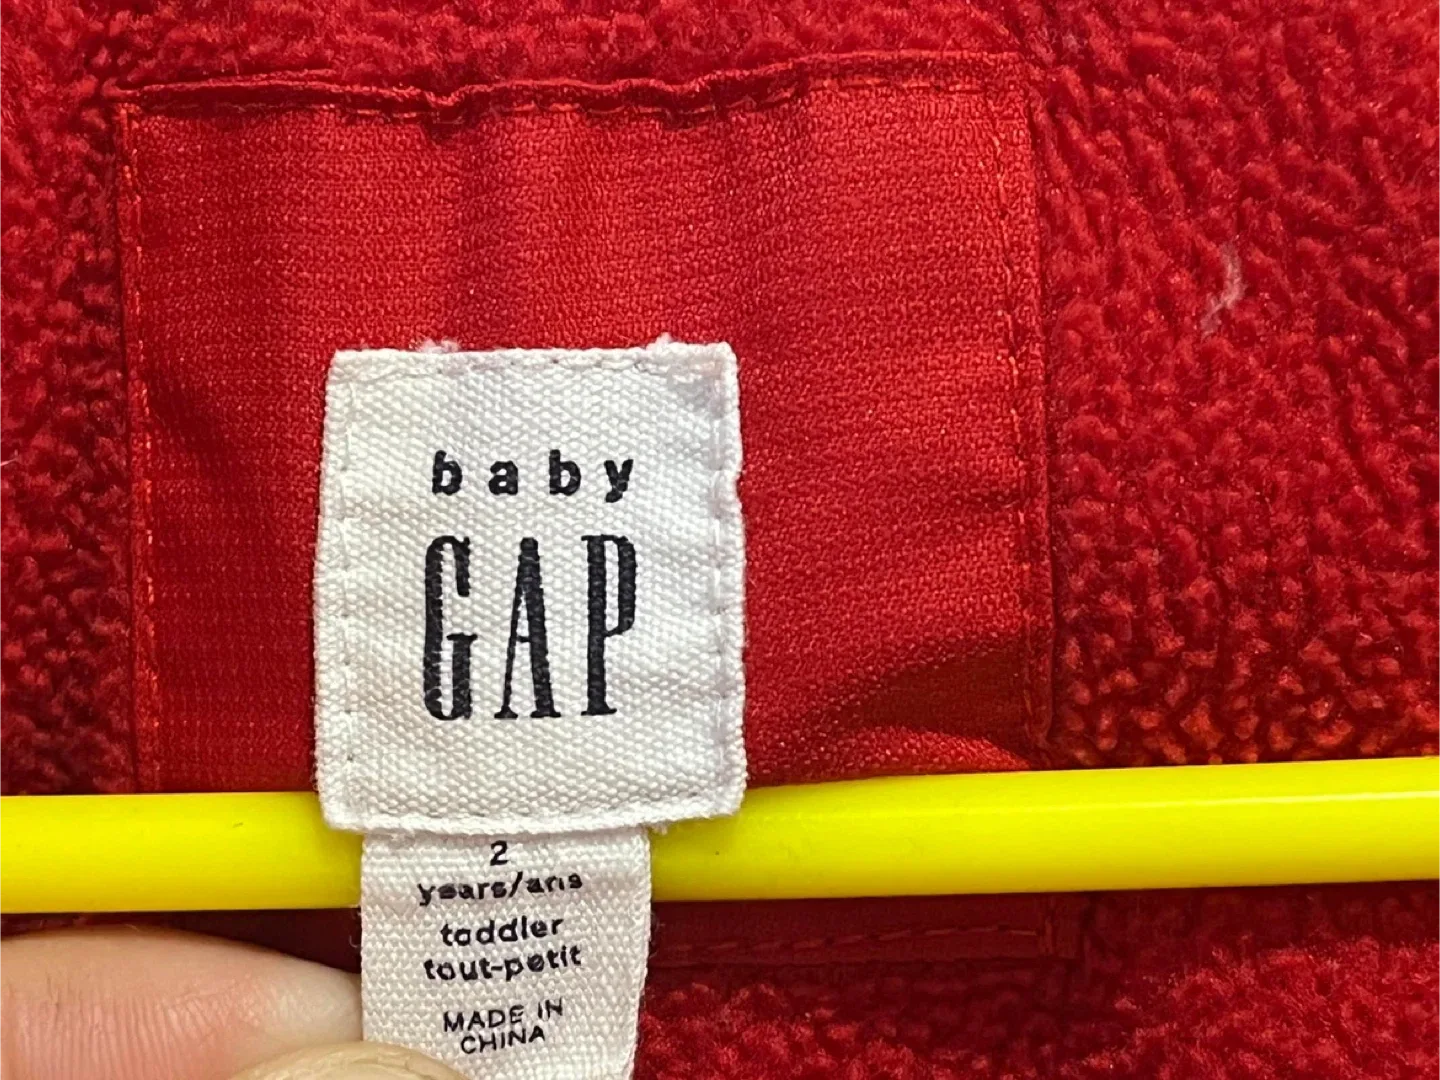 baby
GAP
2
years/ans
toddler
tout-petit
MADE IN
CHINA